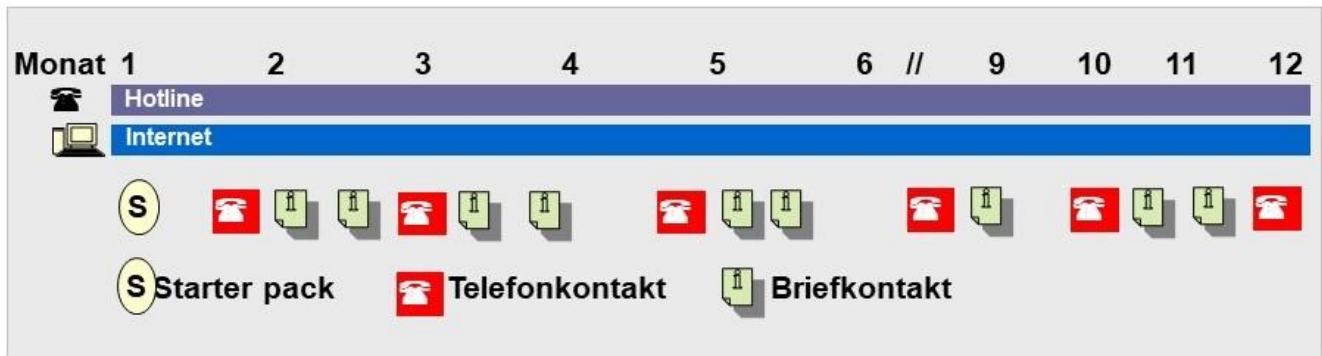 Monat 1 2 3 4 5 6 // 9 10 11 12
Hotline
Internet
S
S Starter pack Telefonkontakt Briefkontakt